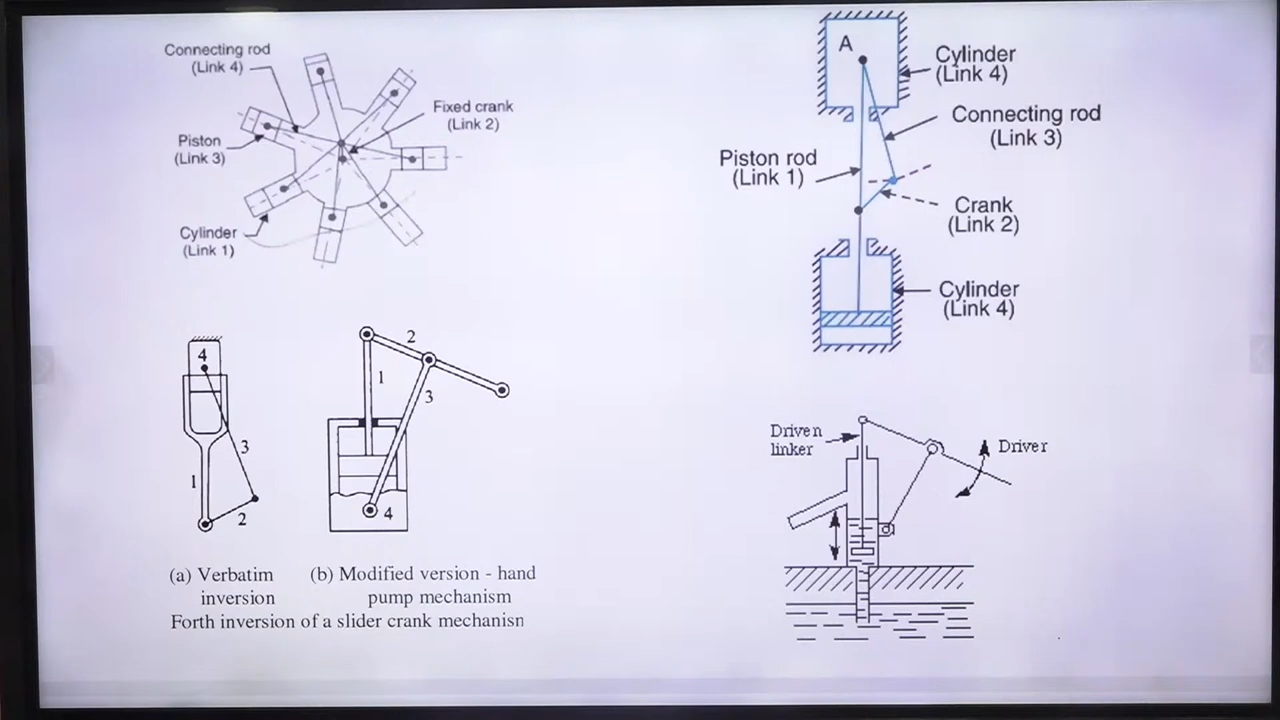 Connecting rod
(Link 4)
Fixed crank
(Link 2)
Piston
(Link 3)
Cylinder
(Link 1)
A
Cylinder
(Link 4)
Connecting rod
(Link 3)
Piston rod
(Link 1)
Crank
(Link 2)
Cylinder
(Link 4)
4
3
1
2
2
1
3
4
(a) Verbatim
inversion
(b) Modified version - hand
pump mechanism
Forth inversion of a slider crank mechanisn
Driven
linker
Driver